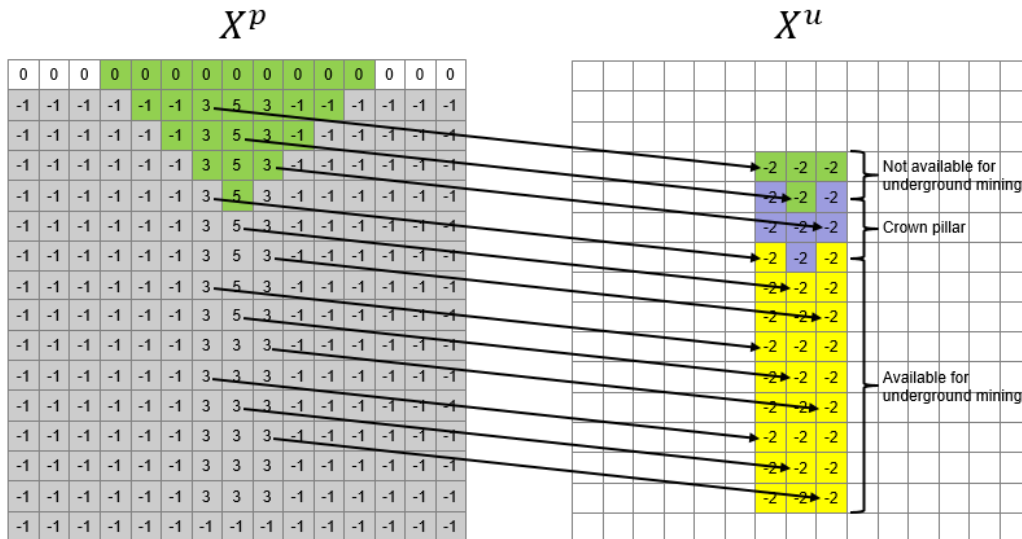 X^p X^u
0 0 0 0 0 0 0 0 0 0 0 0 0 0 0
-1 -1 -1 -1 -1 -1 3 5 3 -1 -1 -1 -1 -1 -1
-1 -1 -1 -1 -1 -1 3 5 3 -1 -1 -1 -1 -1 -1
-1 -1 -1 -1 -1 -1 3 5 3 -1 -1 -1 -1 -1 -1
-1 -1 -1 -1 -1 -1 3 5 3 -1 -1 -1 -1 -1 -1
-1 -1 -1 -1 -1 -1 3 5 3 -1 -1 -1 -1 -1 -1
-1 -1 -1 -1 -1 -1 3 5 3 -1 -1 -1 -1 -1 -1
-1 -1 -1 -1 -1 -1 3 5 3 -1 -1 -1 -1 -1 -1
-1 -1 -1 -1 -1 -1 3 5 3 -1 -1 -1 -1 -1 -1
-1 -1 -1 -1 -1 -1 3 3 3 -1 -1 -1 -1 -1 -1
-1 -1 -1 -1 -1 -1 3 3 3 -1 -1 -1 -1 -1 -1
-1 -1 -1 -1 -1 -1 3 3 3 -1 -1 -1 -1 -1 -1
-1 -1 -1 -1 -1 -1 3 3 3 -1 -1 -1 -1 -1 -1
-1 -1 -1 -1 -1 -1 3 3 3 -1 -1 -1 -1 -1 -1
-1 -1 -1 -1 -1 -1 3 3 3 -1 -1 -1 -1 -1 -1
-1 -1 -1 -1 -1 -1 -1 -1 -1 -1 -1 -1 -1 -1 -1
-2 -2 -2
-2 -2 -2
-2 -2 -2
-2 -2 -2
-2 -2 -2
-2 -2 -2
-2 -2 -2
-2 -2 -2
-2 -2 -2
-2 -2 -2
-2 -2 -2
-2 -2 -2
Not available for
underground mining
Crown pillar
Available for
underground mining